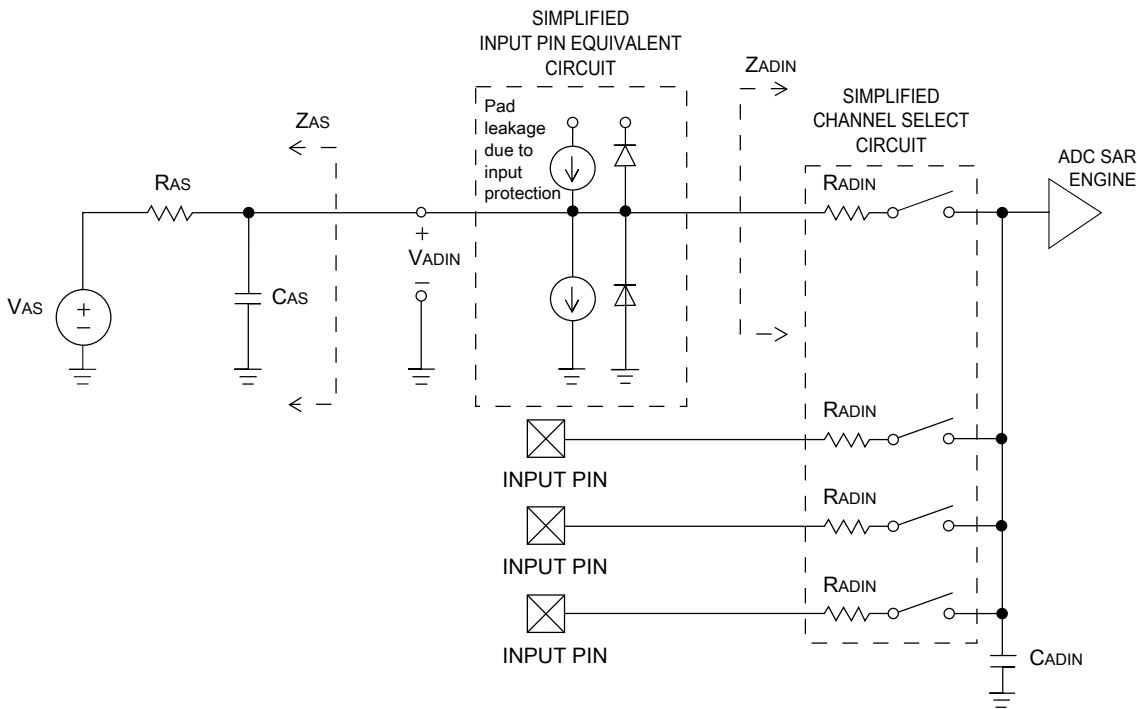 SIMPLIFIED
INPUT PIN EQUIVALENT
CIRCUIT
Pad
leakage
due to
input
protection
ZAS
ZADIN
SIMPLIFIED
CHANNEL SELECT
CIRCUIT
ADC SAR
ENGINE
RAS
RADIN
VAS
+
−
CAS
+
VADIN
−
RADIN
INPUT PIN
RADIN
INPUT PIN
RADIN
INPUT PIN
CADIN